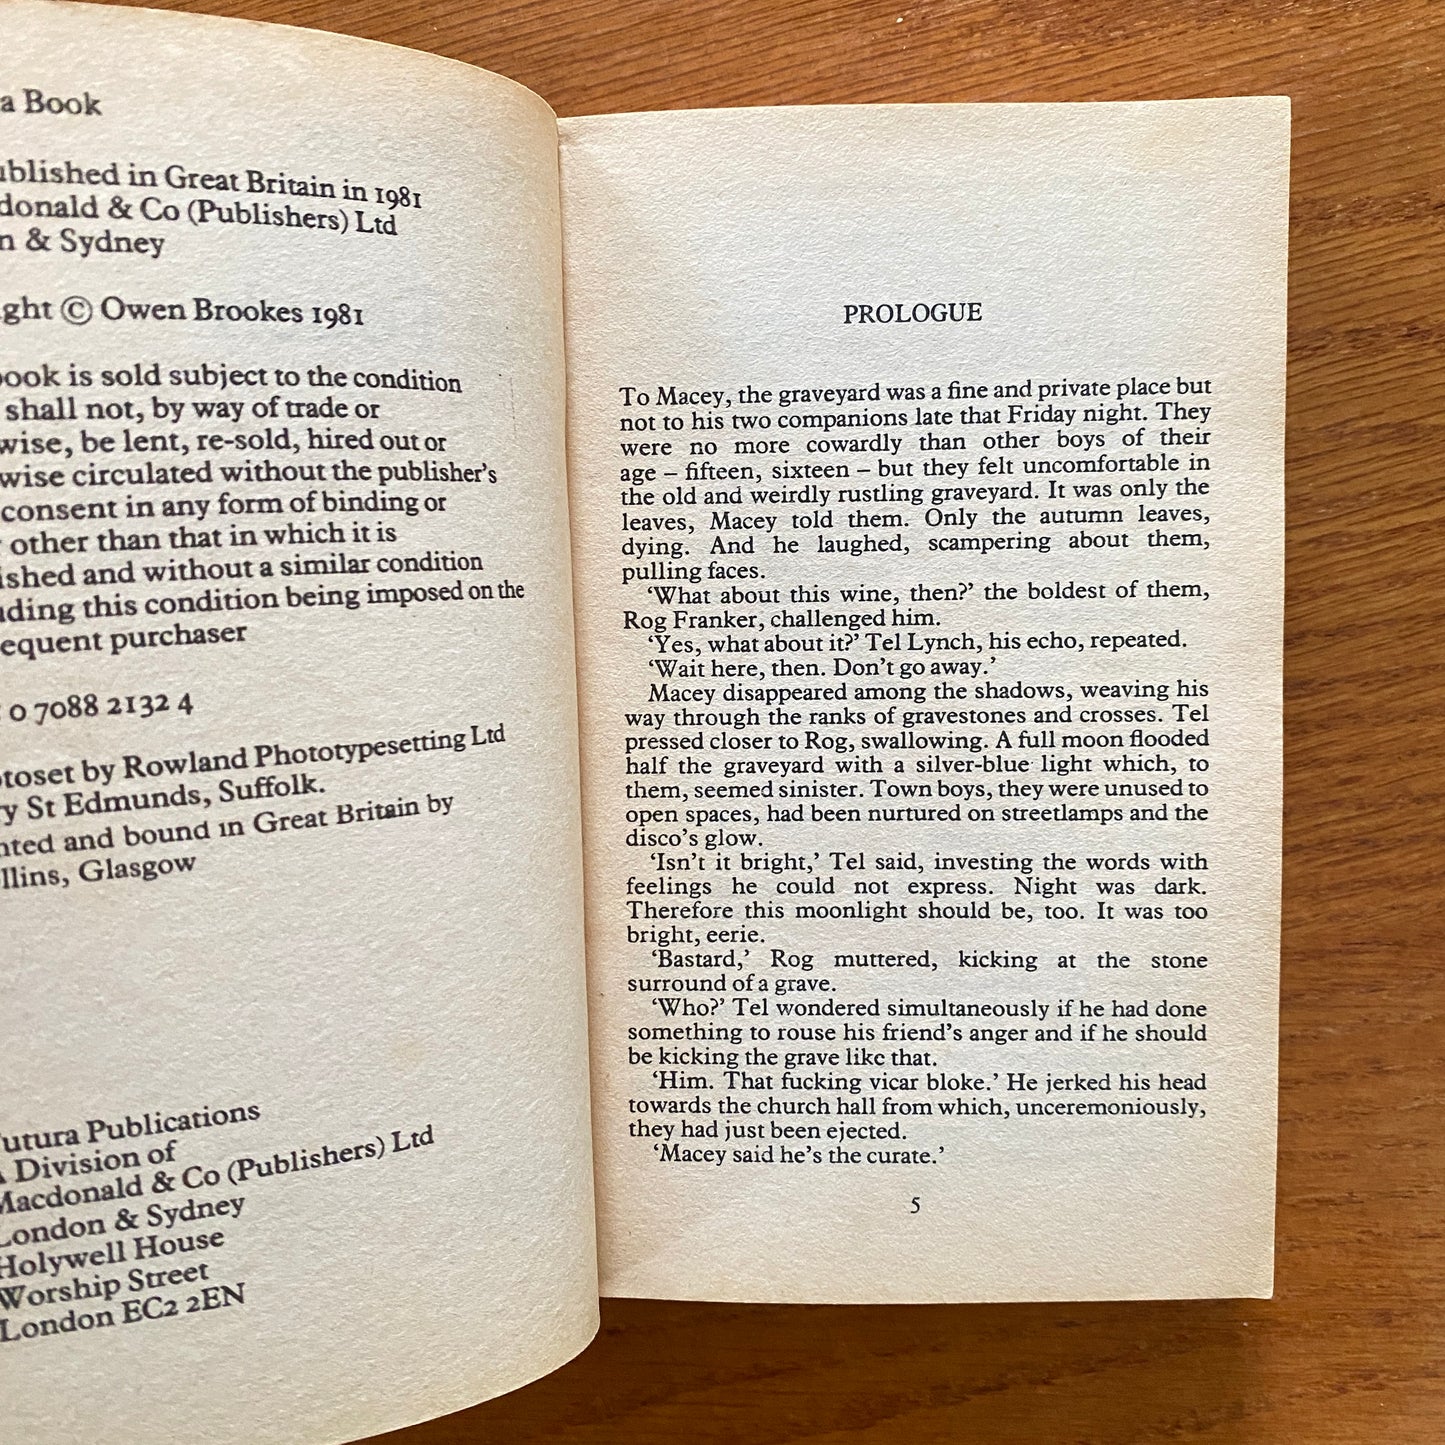 a Book
ublished in Great Britain in 1981
donald & Co (Publishers) Ltd
n & Sydney
ght © Owen Brookes 1981
book is sold subject to the condition
shall not, by way of trade or
wise, be lent, re-sold, hired out or
wise circulated without the publisher's
consent in any form of binding or
other than that in which it is
ished and without a similar condition
uding this condition being imposed on the
equent purchaser
0 7088 2132 4
otoset by Rowland Phototypesetting Ltd
ry St Edmunds, Suffolk.
nted and bound in Great Britain by
llins, Glasgow
Futura Publications
A Division of
Macdonald & Co (Publishers) Ltd
London & Sydney
Holywell House
Worship Street
London EC2 2EN
PROLOGUE
To Macey, the graveyard was a fine and private place but
not to his two companions late that Friday night. They
were no more cowardly than other boys of their
age – fifteen, sixteen – but they felt uncomfortable in
the old and weirdly rustling graveyard. It was only the
leaves, Macey told them. Only the autumn leaves,
dying. And he laughed, scampering about them,
pulling faces.
‘What about this wine, then?’ the boldest of them,
Rog Franker, challenged him.
‘Yes, what about it?’ Tel Lynch, his echo, repeated.
‘Wait here, then. Don’t go away.’
Macey disappeared among the shadows, weaving his
way through the ranks of gravestones and crosses. Tel
pressed closer to Rog, swallowing. A full moon flooded
half the graveyard with a silver-blue light which, to
them, seemed sinister. Town boys, they were unused to
open spaces, had been nurtured on streetlamps and the
disco’s glow.
‘Isn’t it bright,’ Tel said, investing the words with
feelings he could not express. Night was dark.
Therefore this moonlight should be, too. It was too
bright, eerie.
‘Bastard,’ Rog muttered, kicking at the stone
surround of a grave.
‘Who?’ Tel wondered simultaneously if he had done
something to rouse his friend’s anger and if he should
be kicking the grave like that.
‘Him. That fucking vicar bloke.’ He jerked his head
towards the church hall from which, unceremoniously,
they had just been ejected.
‘Macey said he’s the curate.’
5